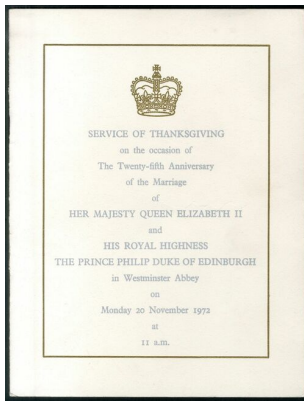 SERVICE OF THANKSGIVING
on the occasion of
The Twenty-fifth Anniversary
of the Marriage
of
HER MAJESTY QUEEN ELIZABETH II
and
HIS ROYAL HIGHNESS
THE PRINCE PHILIP DUKE OF EDINBURGH
in Westminster Abbey
on
Monday 20 November 1972
at
11 a.m.